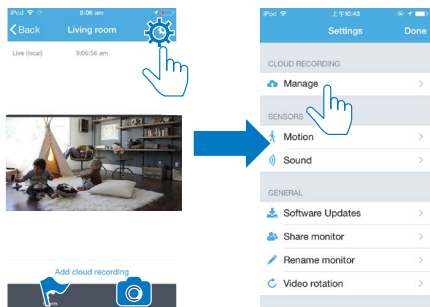 iPod
9:06 am
Back
Living room
Live (local)
9:06:56 am
Add cloud recording
iPod
上午10:43
Settings
Done
CLOUD RECORDING
Manage
SENSORS
Motion
Sound
GENERAL
Software Updates
Share monitor
Rename monitor
Video rotation